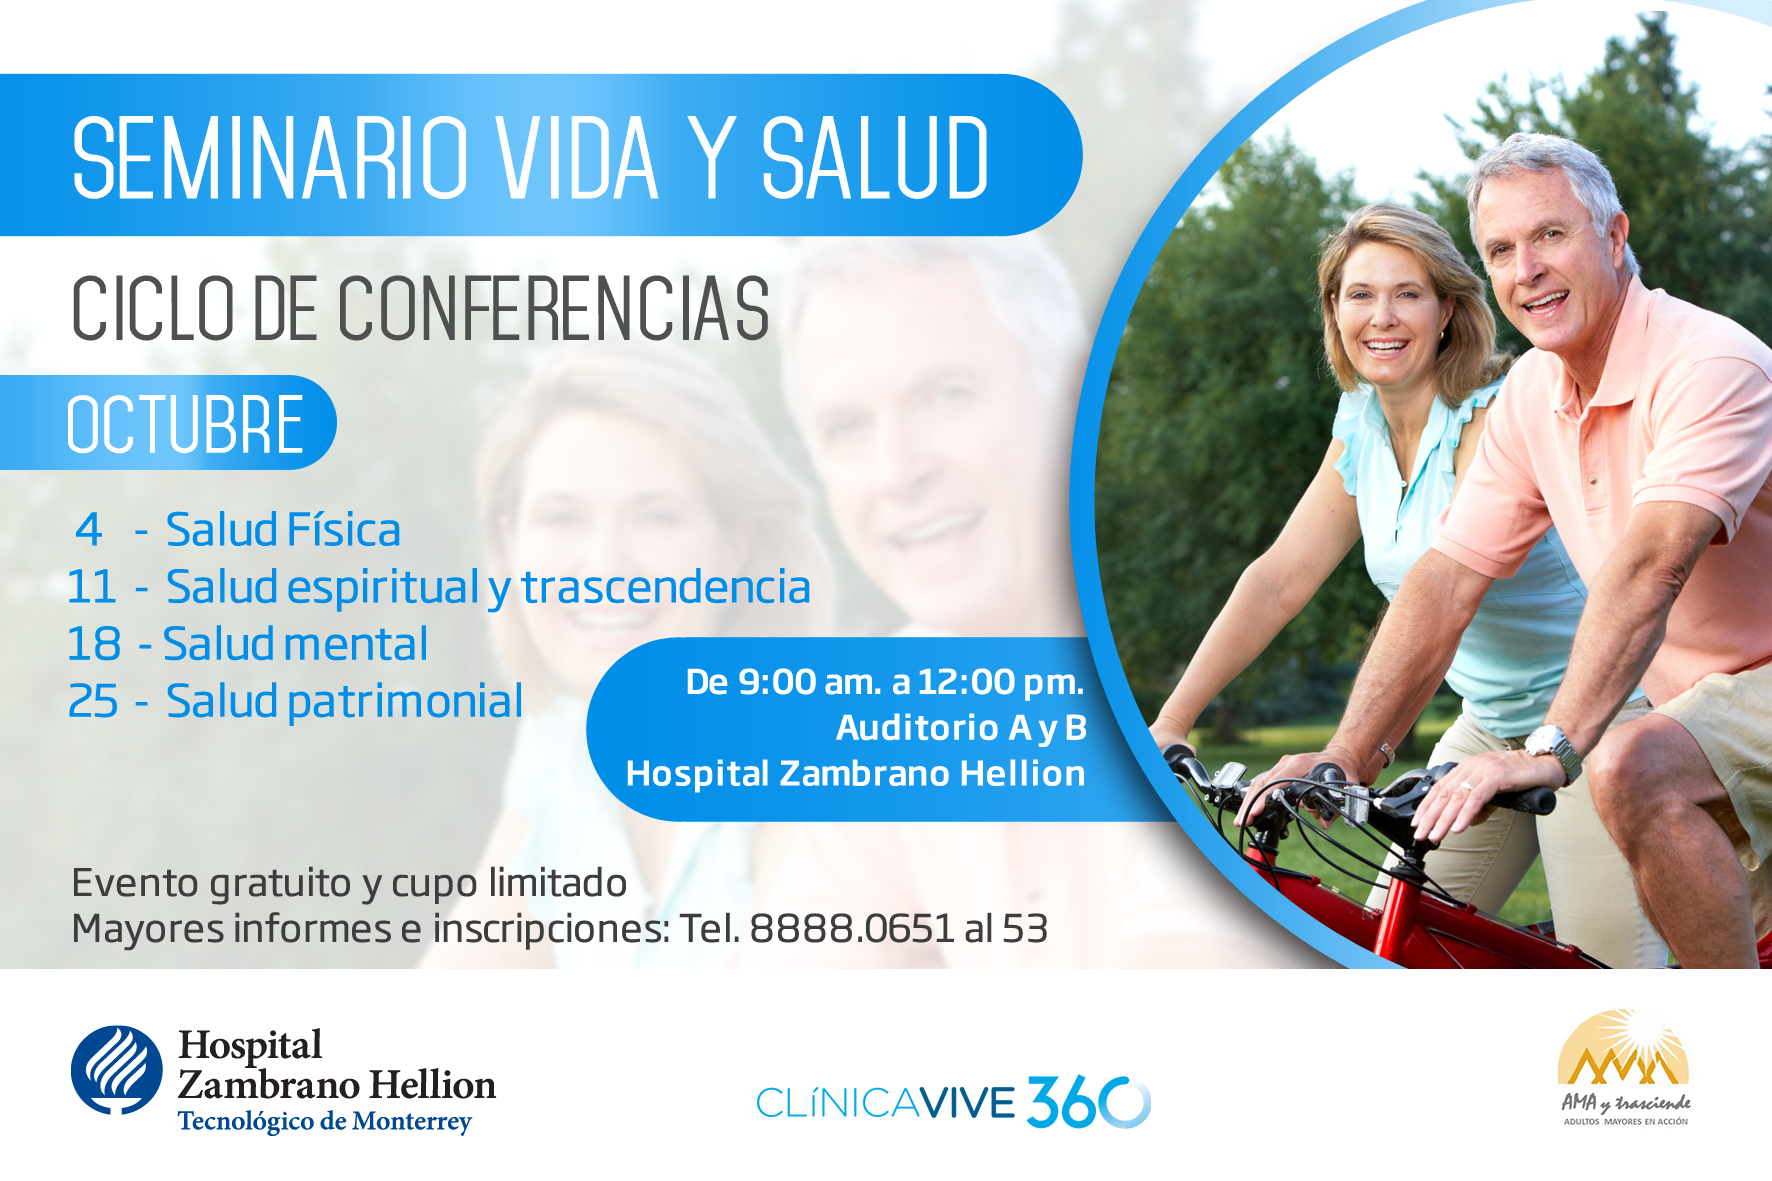 SEMINARIO VIDA Y SALUD
CICLO DE CONFERENCIAS
OCTUBRE
4 - Salud Física
11 - Salud espiritual y trascendencia
18 - Salud mental
25 - Salud patrimonial
De 9:00 am. a 12:00 pm.
Auditorio A y B
Hospital Zambrano Hellion
Evento gratuito y cupo limitado
Mayores informes e inscripciones: Tel. 8888.0651 al 53
Hospital
Zambrano Hellion
Tecnológico de Monterrey
CLíNICAVIVE 360
AMA
AMA y trasciende
ADULTOS MAYORES EN ACCIÓN